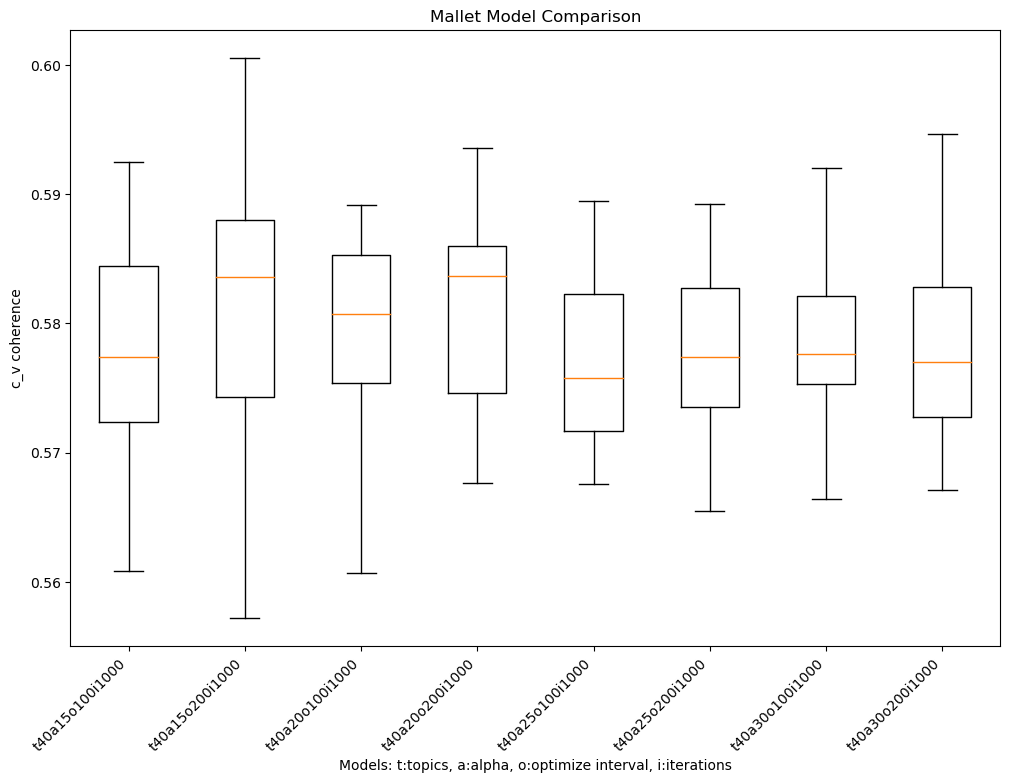 Mallet Model Comparison
c_v coherence
0.60
0.59
0.58
0.57
0.56
t40a15o100i1000
t40a15o200i1000
t40a20o100i1000
t40a20o200i1000
t40a25o100i1000
t40a25o200i1000
t40a30o100i1000
t40a30o200i1000
Models: t:topics, a:alpha, o:optimize interval, i:iterations